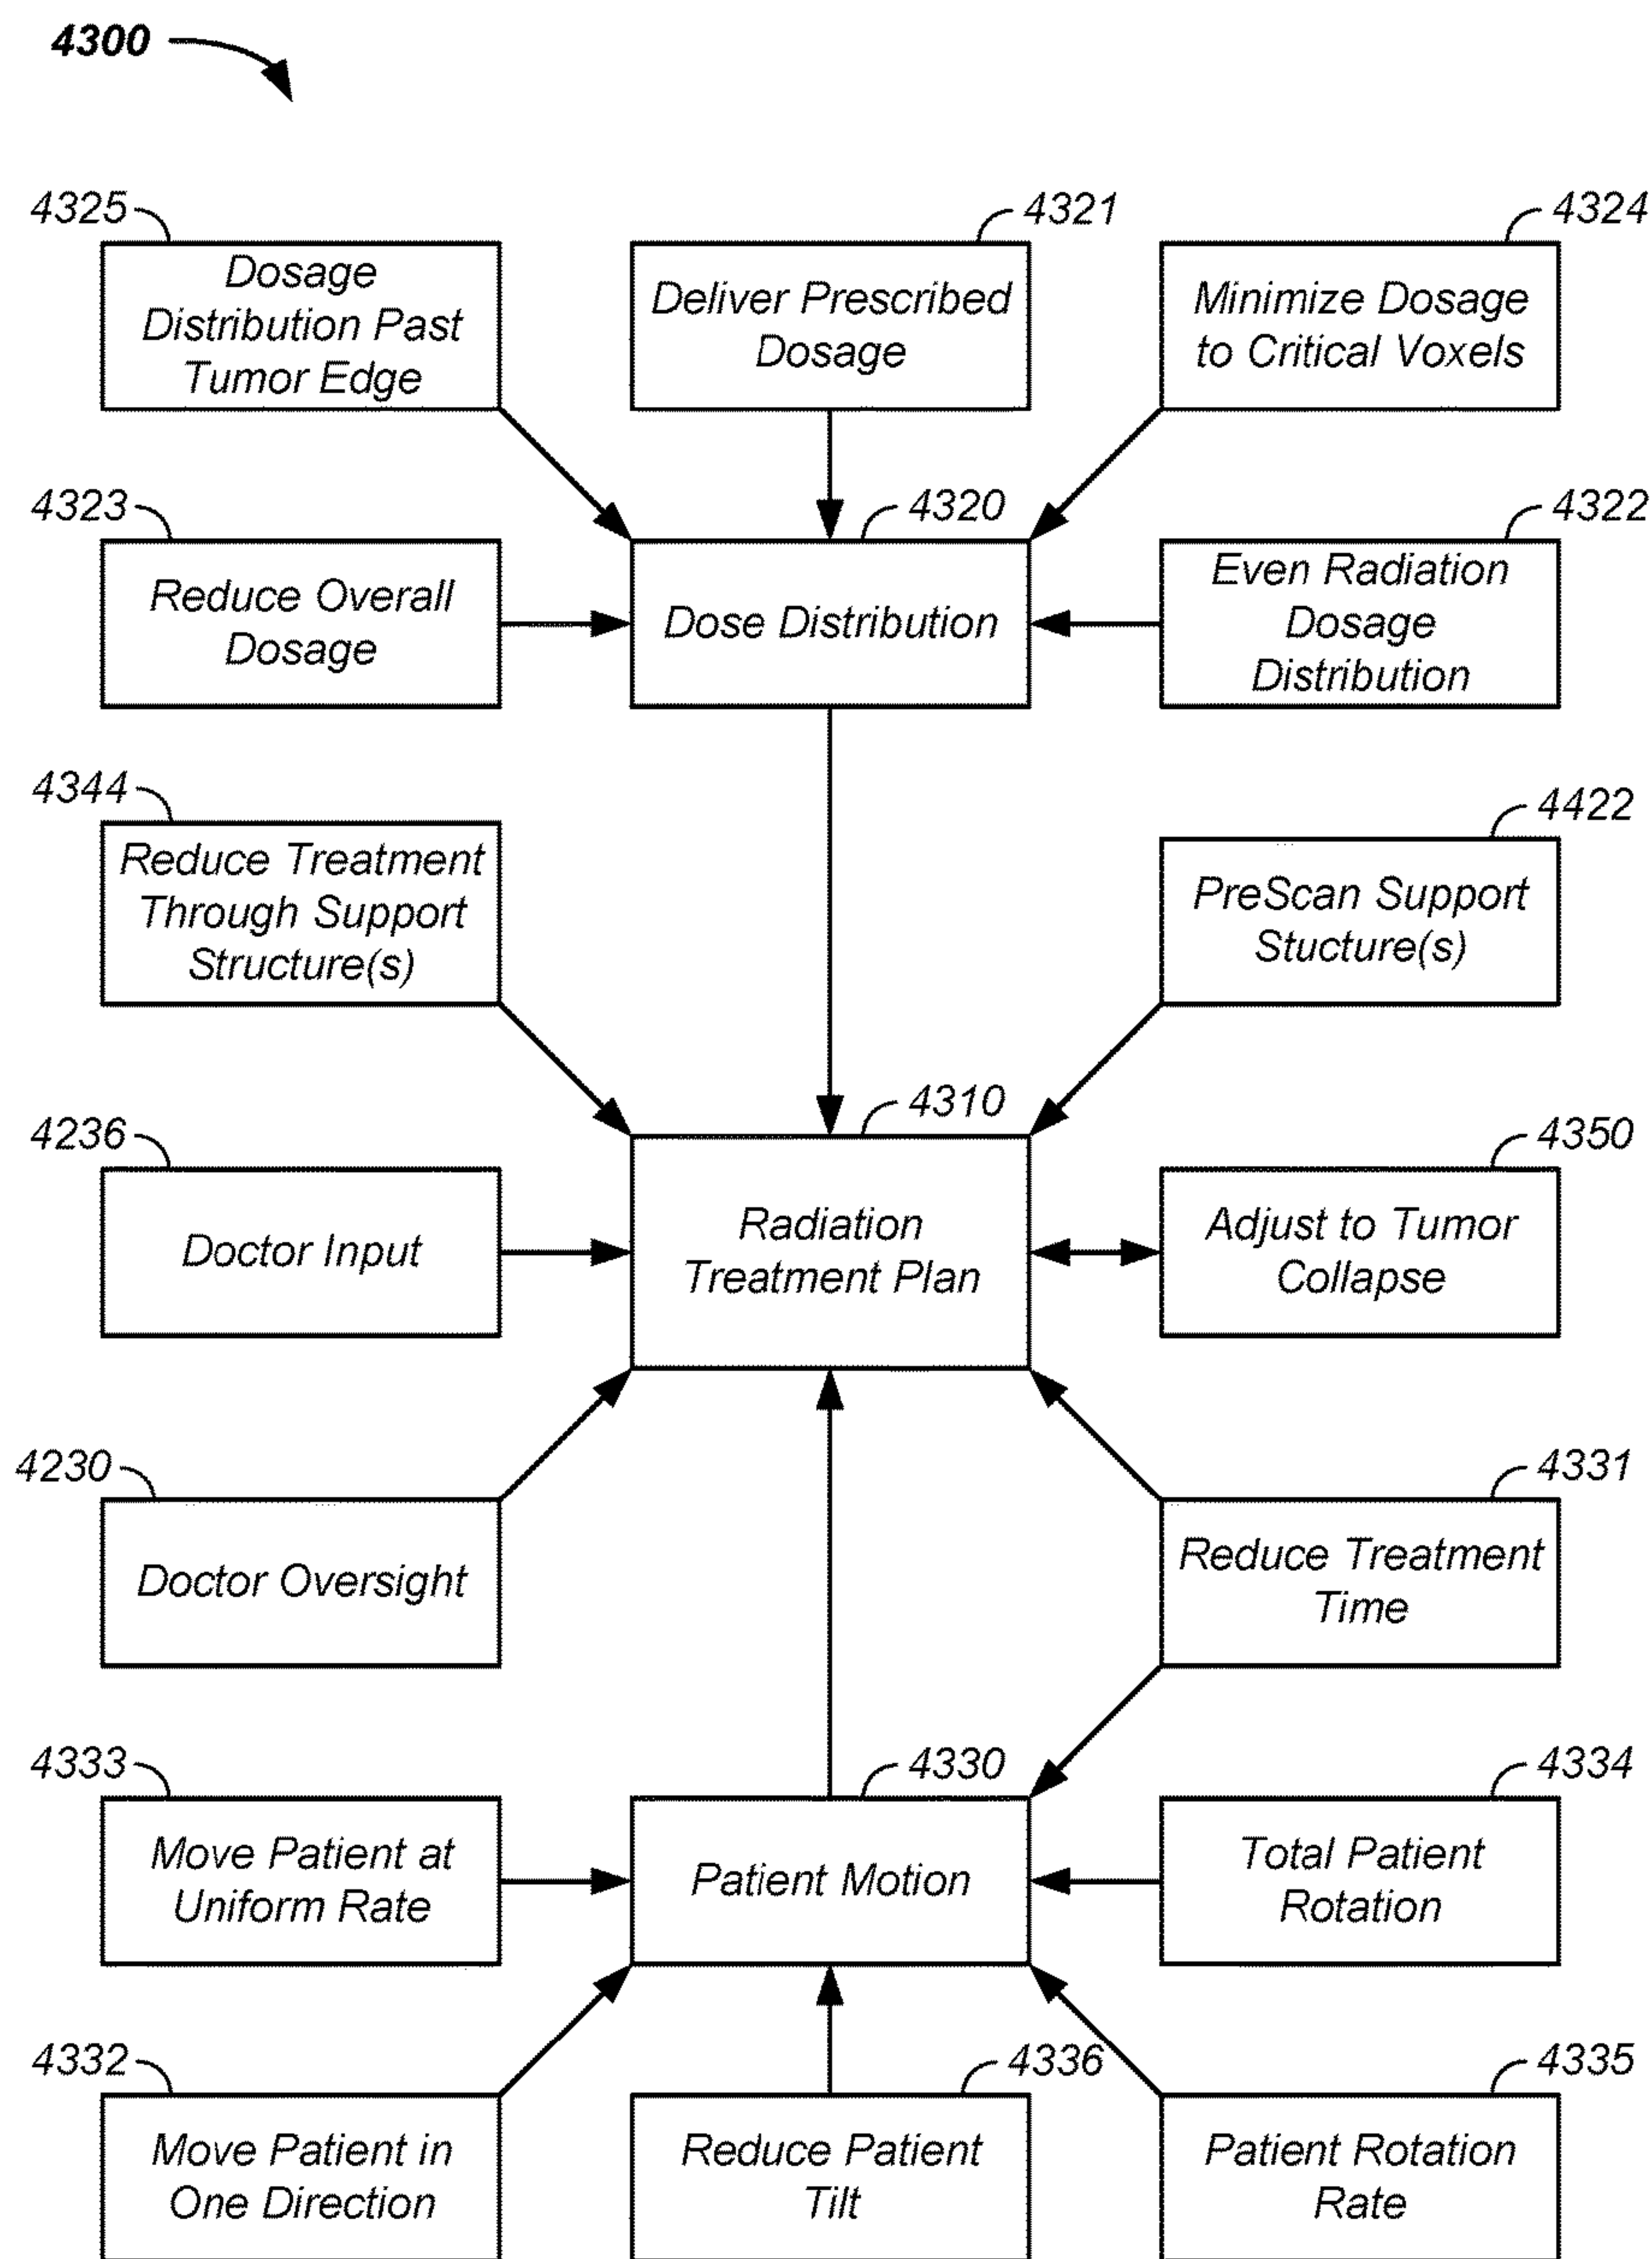 4300
4325
4321
4324
Dosage
Distribution Past
Tumor Edge
Deliver Prescribed
Dosage
Minimize Dosage
to Critical Voxels
4323
4320
4322
Reduce Overall
Dosage
Dose Distribution
Even Radiation
Dosage
Distribution
4344
4422
Reduce Treatment
Through Support
Structure(s)
PreScan Support
Stucture(s)
4236
4310
4350
Doctor Input
Radiation
Treatment Plan
Adjust to Tumor
Collapse
4230
4331
Doctor Oversight
Reduce Treatment
Time
4333
4330
4334
Move Patient at
Uniform Rate
Patient Motion
Total Patient
Rotation
4332
4336
4335
Move Patient in
One Direction
Reduce Patient
Tilt
Patient Rotation
Rate